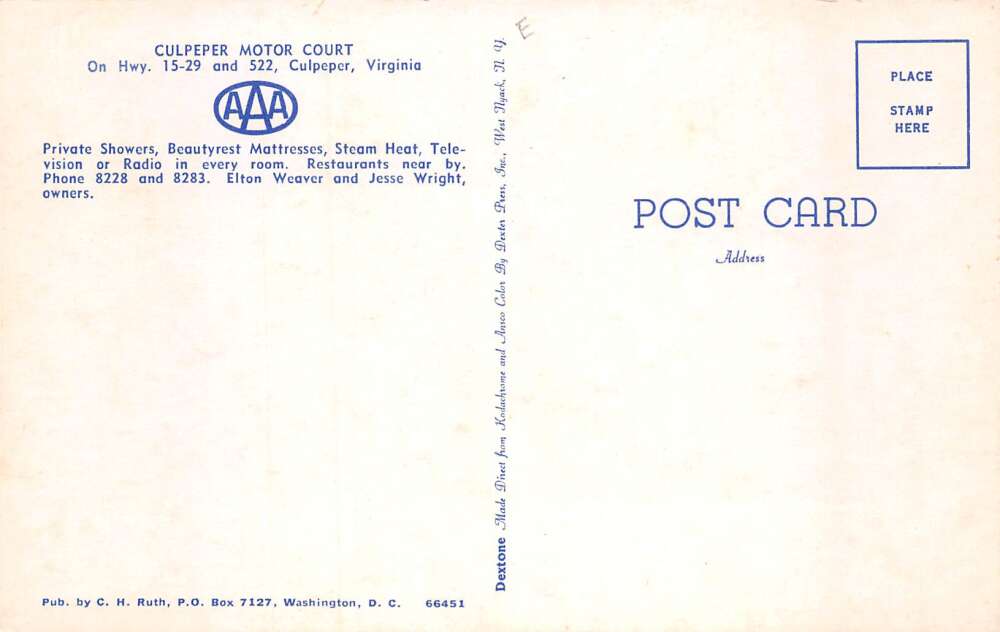 CULPEPER MOTOR COURT
On Hwy. 15-29 and 522, Culpeper, Virginia
AAA
Private Showers, Beautyrest Mattresses, Steam Heat, Tele-
vision or Radio in every room. Restaurants near by.
Phone 8228 and 8283. Elton Weaver and Jesse Wright,
owners.
Pub. by C. H. Ruth, P.O. Box 7127, Washington, D. C. 66451
Dextone Made Direct from Kodachrome and Ansco Color By Dexter Press, Inc., West Nyack, N. Y.
E
PLACE
STAMP
HERE
POST CARD
Address